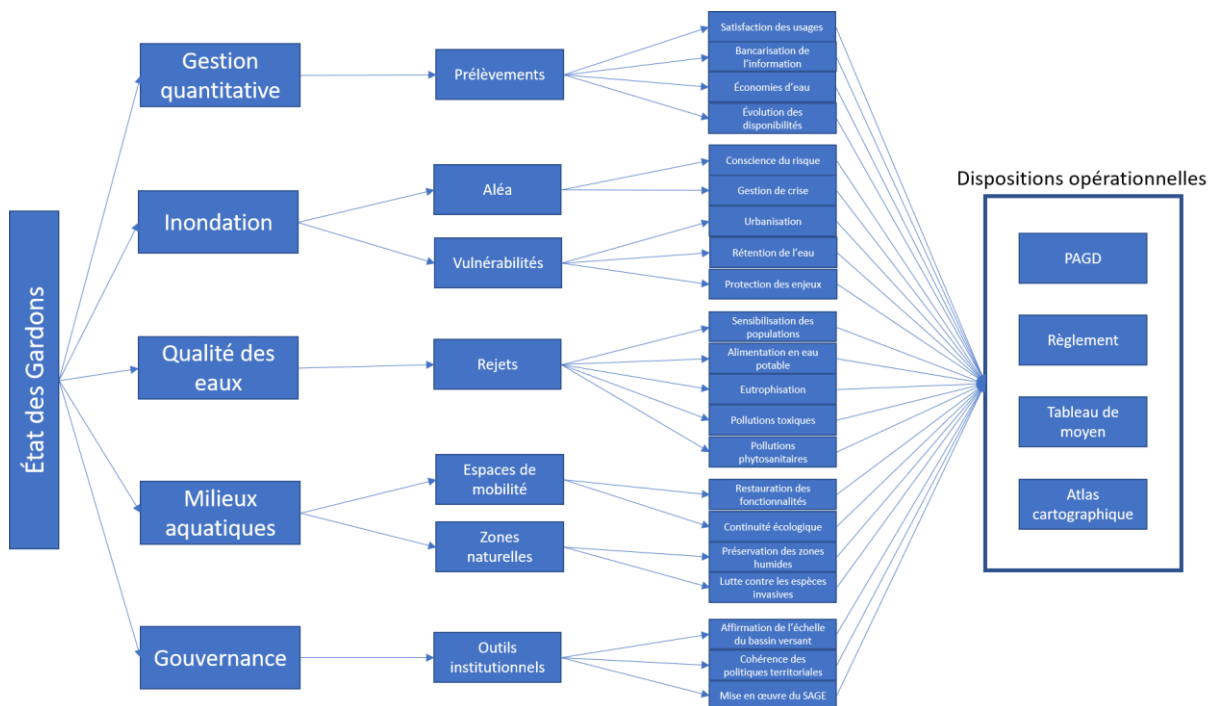 État des Gardons
Gestion
quantitative
Prélèvements
Satisfaction des usages
Bancarisation de
l'information
Économies d'eau
Évolution des
disponibilités
Inondation
Aléa
Conscience du risque
Gestion de crise
Vulnérabilités
Urbanisation
Rétention de l'eau
Protection des enjeux
Qualité des
eaux
Rejets
Sensibilisation des
populations
Alimentation en eau
potable
Eutrophisation
Pollutions toxiques
Pollutions
phytosanitaires
Milieux
aquatiques
Espaces de
mobilité
Restauration des
fonctionnalités
Continuité écologique
Zones
naturelles
Préservation des zones
humides
Lutte contre les espèces
invasives
Gouvernance
Outils
institutionnels
Affirmation de l'échelle
du bassin versant
Cohérence des
politiques territoriales
Mise en œuvre du SAGE
Dispositions opérationnelles
PAGD
Règlement
Tableau de
moyen
Atlas
cartographique